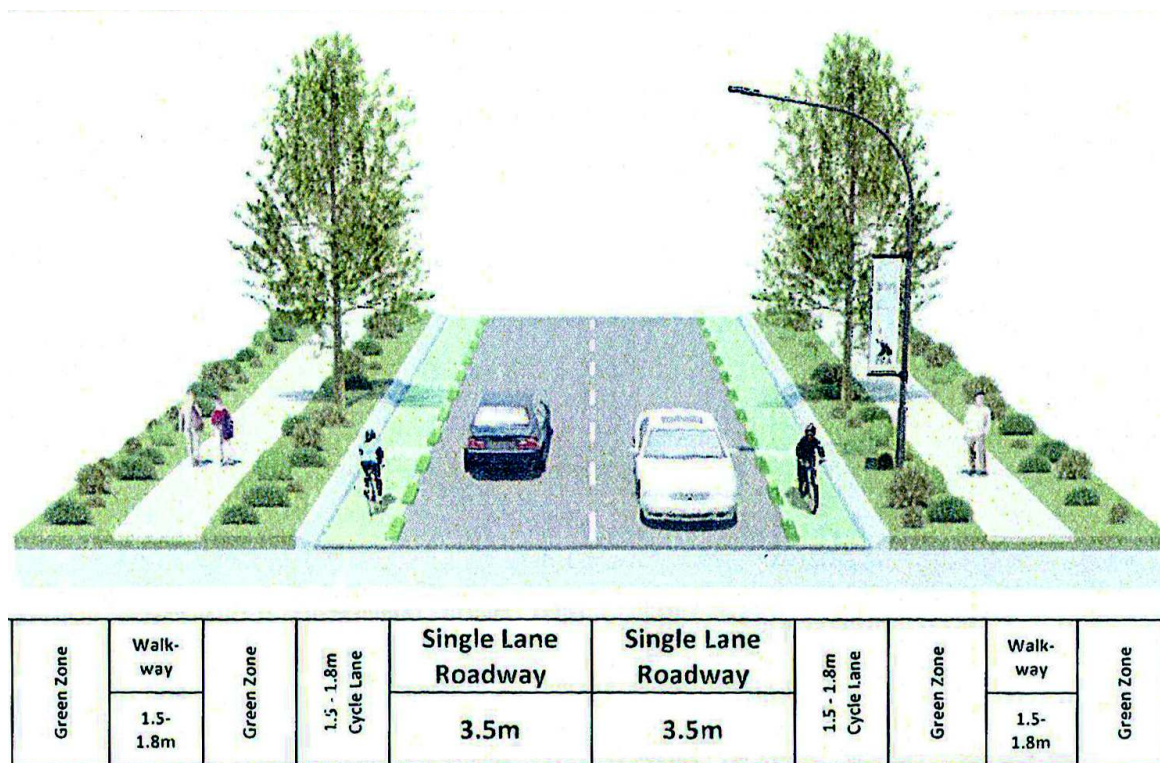 Green Zone
Walk-
way
1.5-
1.8m
Green Zone
1.5 - 1.8m
Cycle Lane
Single Lane
Roadway
3.5m
Single Lane
Roadway
3.5m
1.5 - 1.8m
Cycle Lane
Green Zone
Walk-
way
1.5-
1.8m
Green Zone